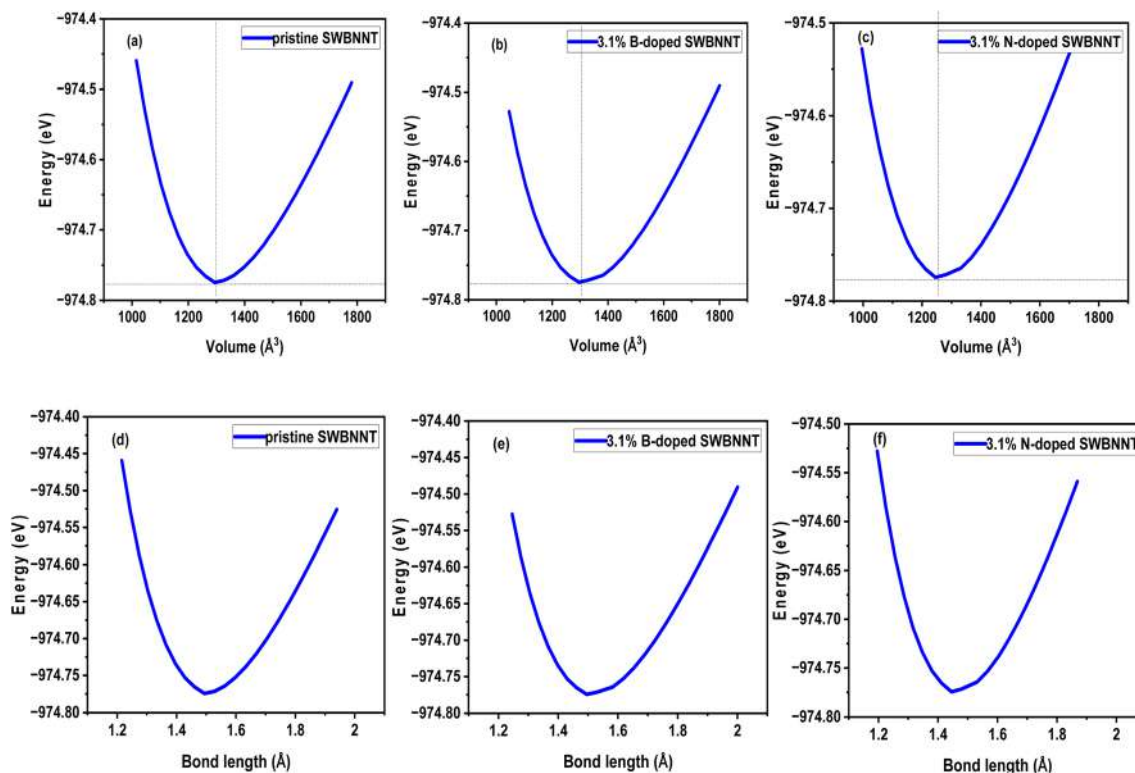 (a) pristine SWBNNT
−974.4
−974.5
−974.6
−974.7
−974.8
Energy (eV)
1000 1200 1400 1600 1800
Volume (Å³)
(b) 3.1% B-doped SWBNNT
−974.4
−974.5
−974.6
−974.7
−974.8
Energy (eV)
1000 1200 1400 1600 1800
Volume (Å³)
(c) 3.1% N-doped SWBNNT
−974.5
−974.6
−974.7
−974.8
Energy (eV)
1000 1200 1400 1600 1800
Volume (Å³)
(d) pristine SWBNNT
−974.40
−974.45
−974.50
−974.55
−974.60
−974.65
−974.70
−974.75
−974.80
Energy (eV)
1.2 1.4 1.6 1.8 2
Bond length (Å)
(e) 3.1% B-doped SWBNNT
−974.40
−974.45
−974.50
−974.55
−974.60
−974.65
−974.70
−974.75
−974.80
Energy (eV)
1.2 1.4 1.6 1.8 2
Bond length (Å)
(f) 3.1% N-doped SWBNNT
−974.50
−974.55
−974.60
−974.65
−974.70
−974.75
−974.80
Energy (eV)
1.2 1.4 1.6 1.8 2
Bond length (Å)